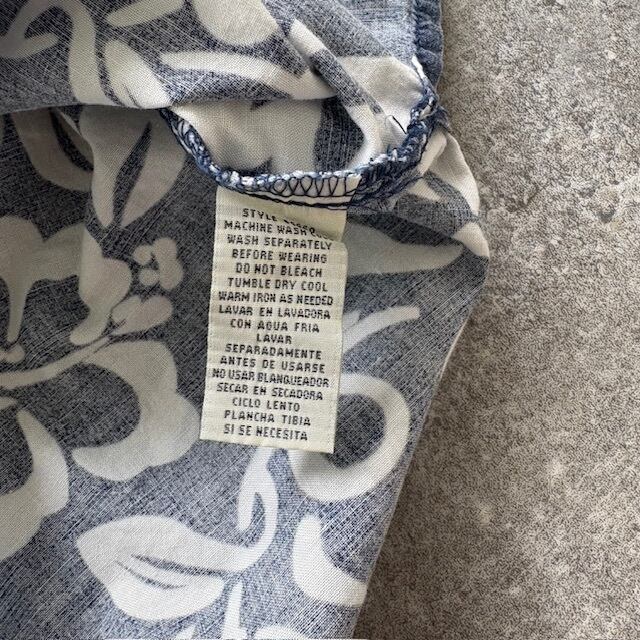 STYLE
MACHINE WASH
WASH SEPARATELY
BEFORE WEARING
DO NOT BLEACH
TUMBLE DRY COOL
WARM IRON AS NEEDED
LAVAR EN LAVADORA
CON AGUA FRIA
LAVAR
SEPARADAMENTE
ANTES DE USARSE
NO USAR BLANQUEADOR
SECAR EN SECADORA
CICLO LENTO
PLANCHA TIBIA
SI SE NECESITA